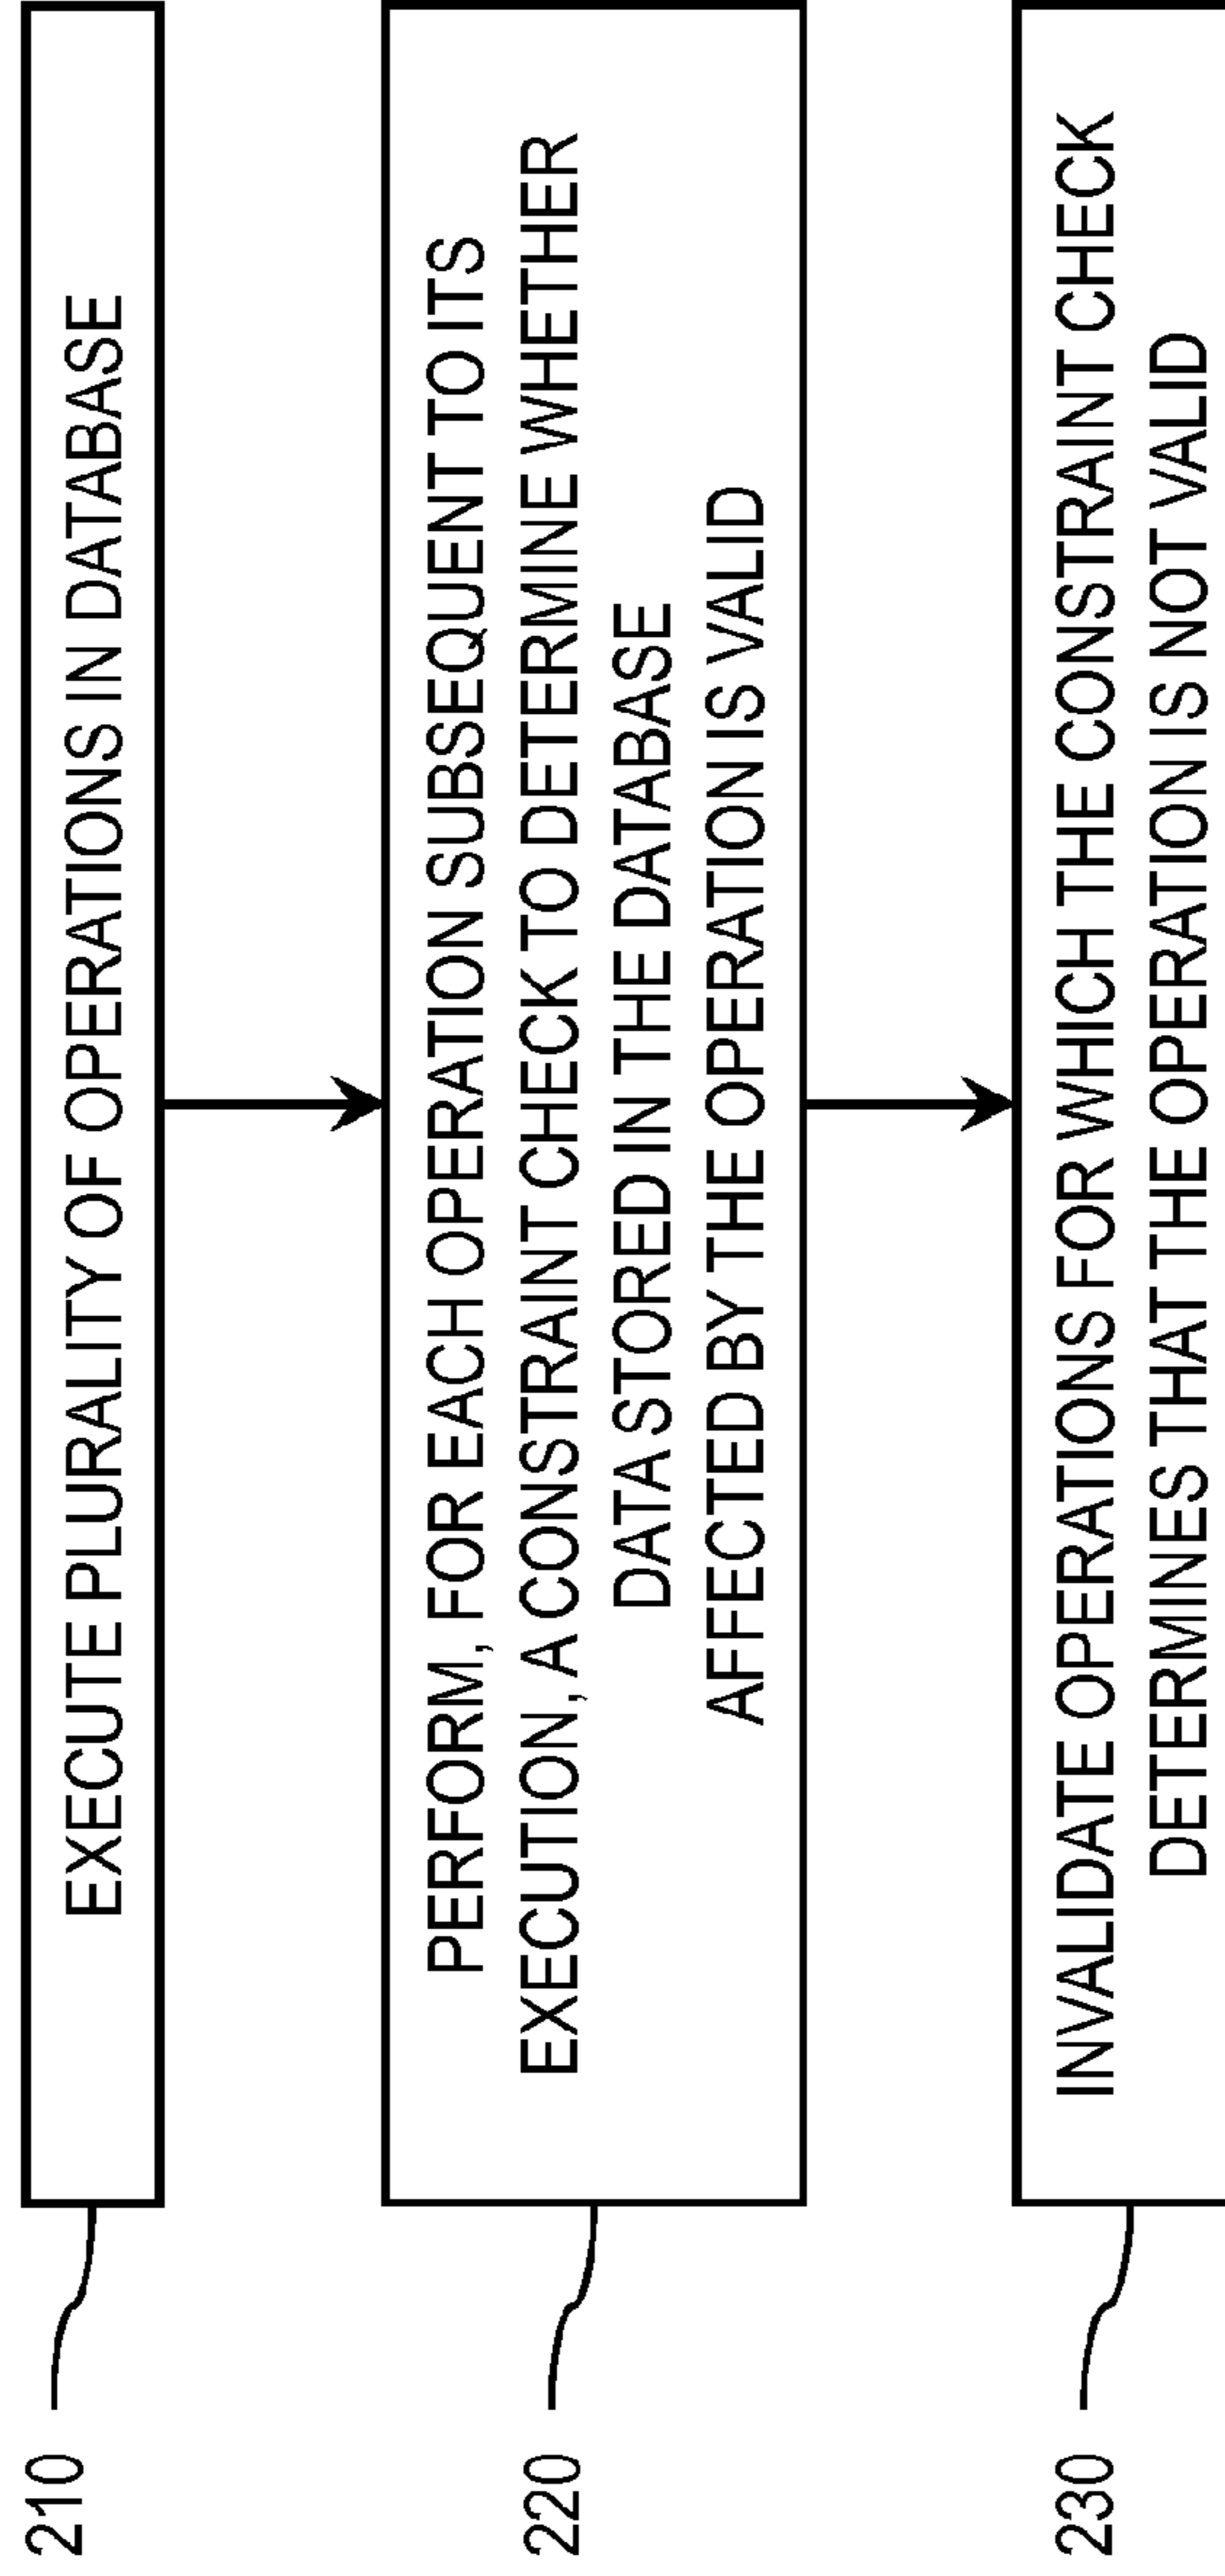 210
EXECUTE PLURALITY OF OPERATIONS IN DATABASE
220
PERFORM, FOR EACH OPERATION SUBSEQUENT TO ITS
EXECUTION, A CONSTRAINT CHECK TO DETERMINE WHETHER
DATA STORED IN THE DATABASE
AFFECTED BY THE OPERATION IS VALID
230
INVALIDATE OPERATIONS FOR WHICH THE CONSTRAINT CHECK
DETERMINES THAT THE OPERATION IS NOT VALID